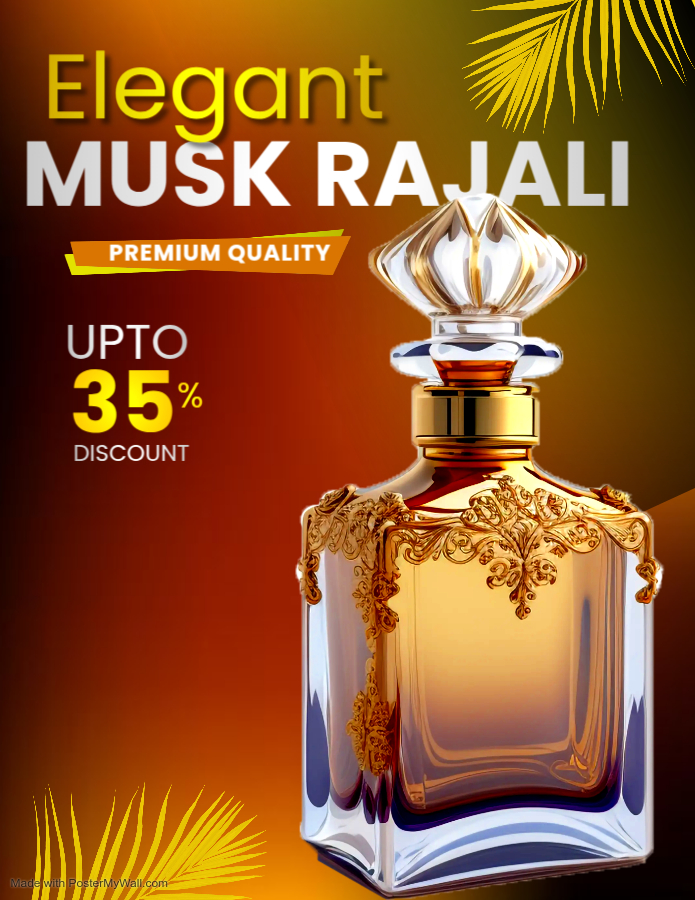 Elegant
MUSK RAJALI
PREMIUM QUALITY
UPTO
35%
DISCOUNT
Made with PosterMyWall.com